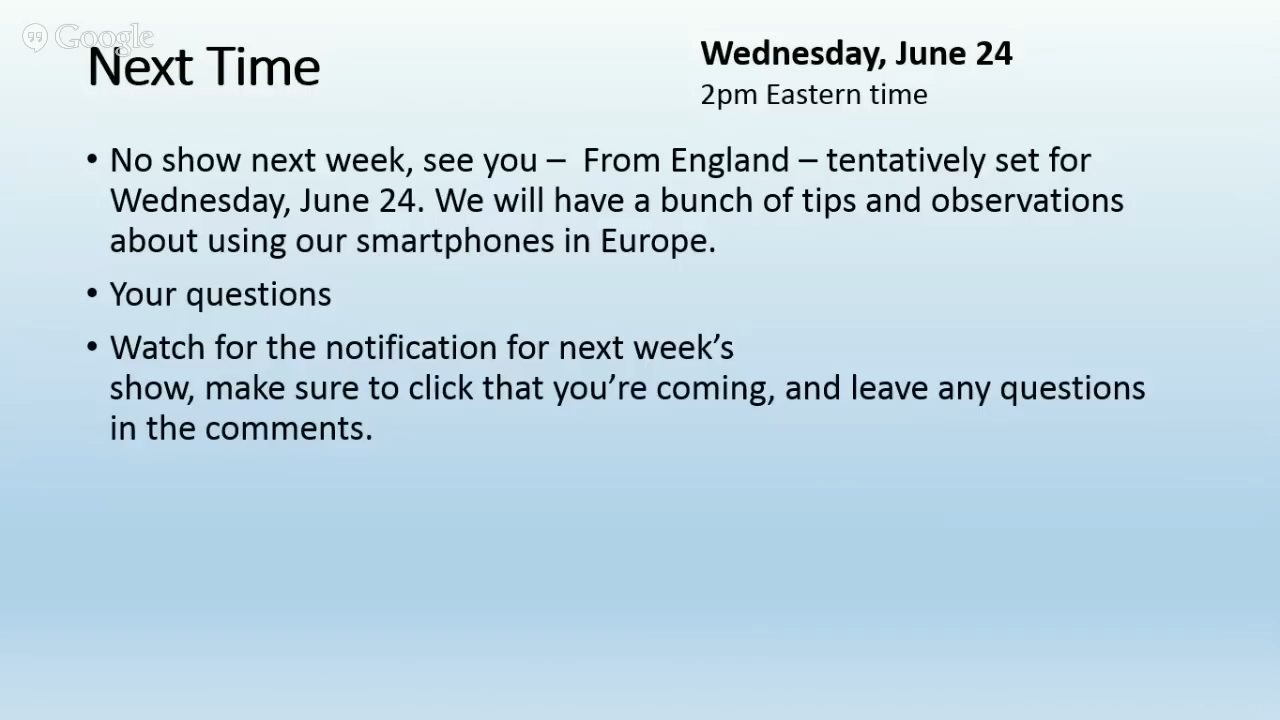 Google
Next Time
Wednesday, June 24
2pm Eastern time
• No show next week, see you –  From England – tentatively set for
Wednesday, June 24. We will have a bunch of tips and observations
about using our smartphones in Europe.
• Your questions
• Watch for the notification for next week’s
show, make sure to click that you’re coming, and leave any questions
in the comments.